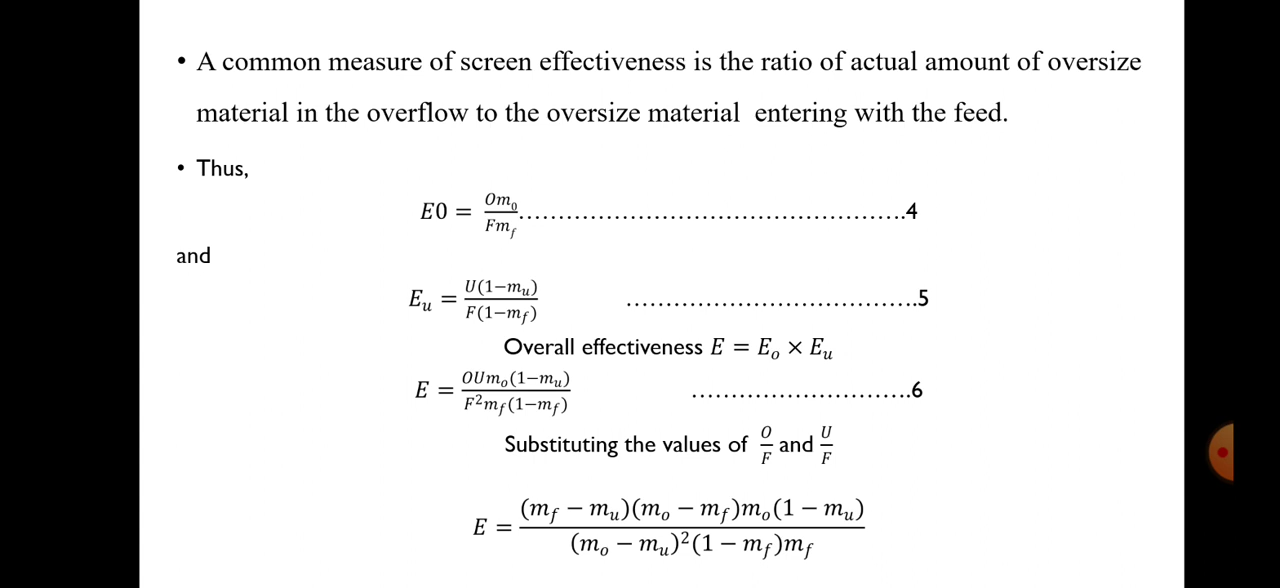 • A common measure of screen effectiveness is the ratio of actual amount of oversize
material in the overflow to the oversize material entering with the feed.
• Thus,
E0 = Om₀/Fm_f................................................4
and
E_u = U(1−m_u)/F(1−m_f) ....................................5
Overall effectiveness E = E_o × E_u
E = OUm_o(1−m_u)/F²m_f(1−m_f) ...........................6
Substituting the values of O/F and U/F
E = (m_f − m_u)(m_o − m_f)m_o(1 − m_u)/(m_o − m_u)²(1 − m_f)m_f